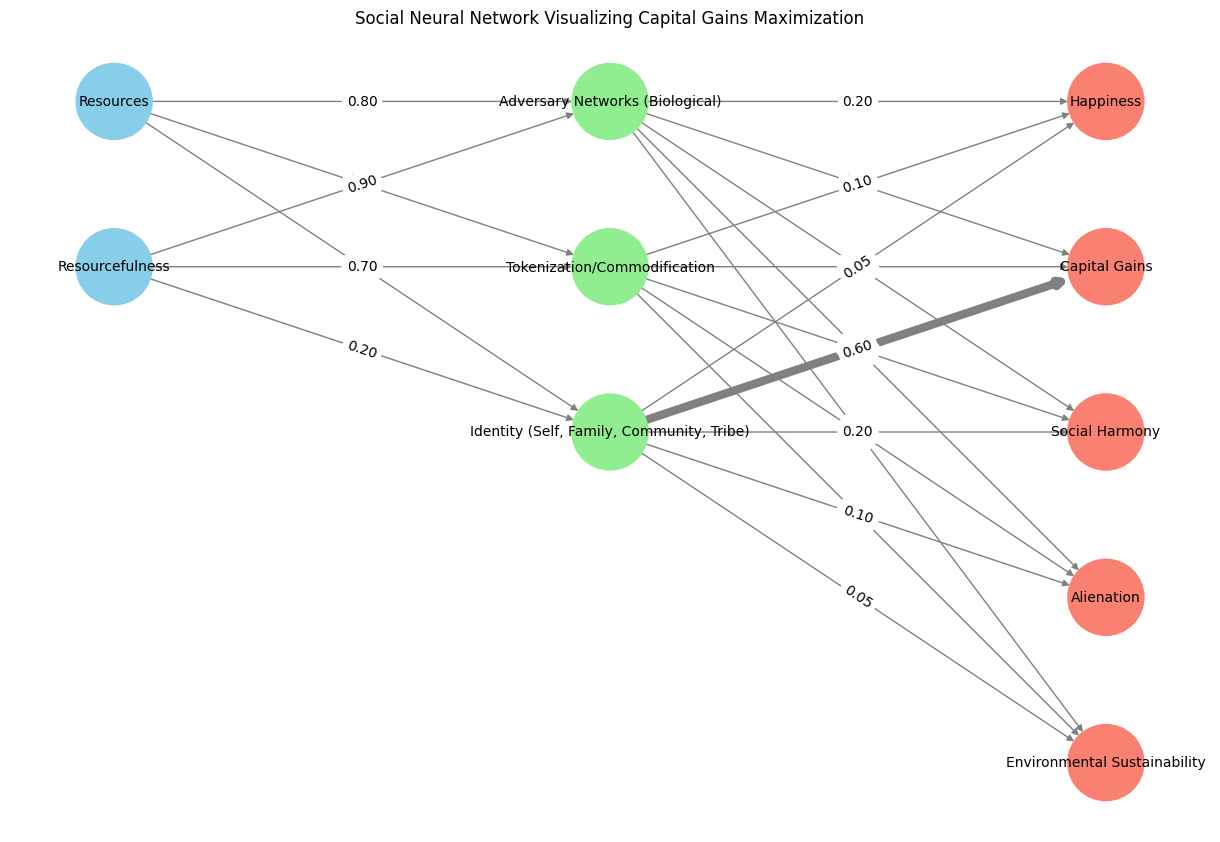 Social Neural Network Visualizing Capital Gains Maximization
Resources
0.80
Adversary Networks (Biological)
0.20
Happiness
0.90
0.10
Resourcefulness
0.70
Tokenization/Commodification
0.05
Capital Gains
0.20
0.60
Identity (Self, Family, Community, Tribe)
0.20
Social Harmony
0.10
0.05
Alienation
Environmental Sustainability